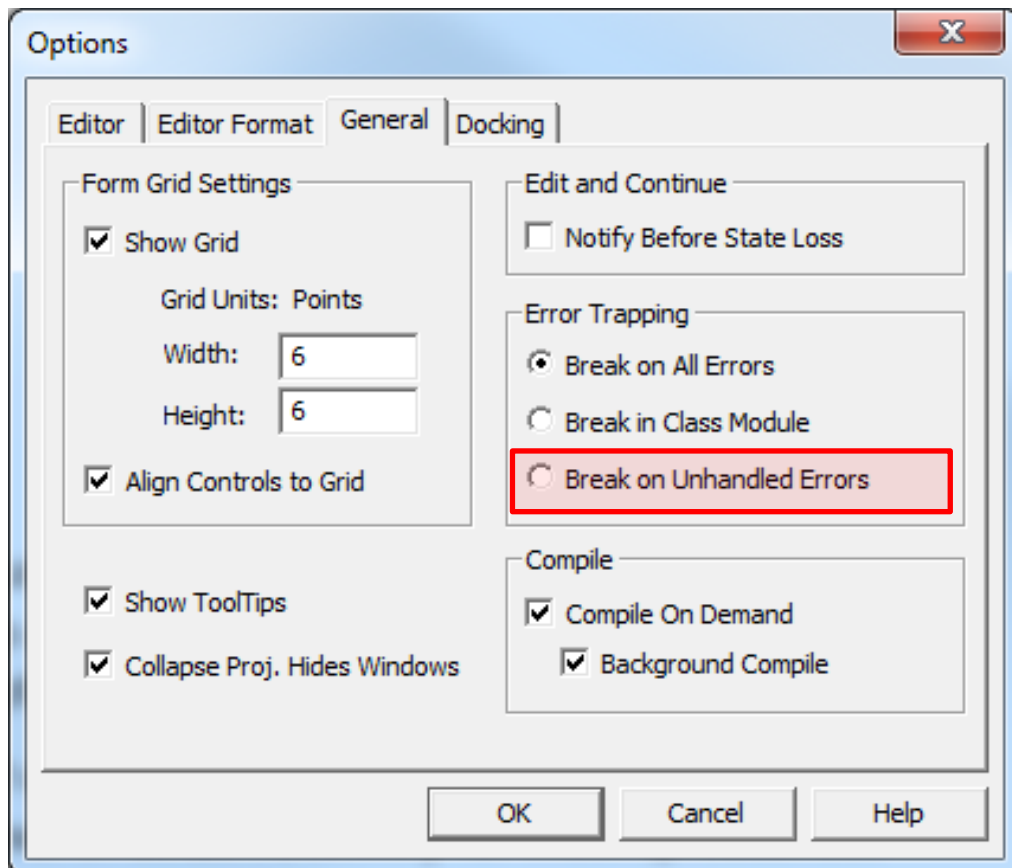 Options
Editor
Editor Format
General
Docking
Form Grid Settings
Show Grid
Grid Units: Points
Width: 6
Height: 6
Align Controls to Grid
Show ToolTips
Collapse Proj. Hides Windows
Edit and Continue
Notify Before State Loss
Error Trapping
Break on All Errors
Break in Class Module
Break on Unhandled Errors
Compile
Compile On Demand
Background Compile
OK
Cancel
Help